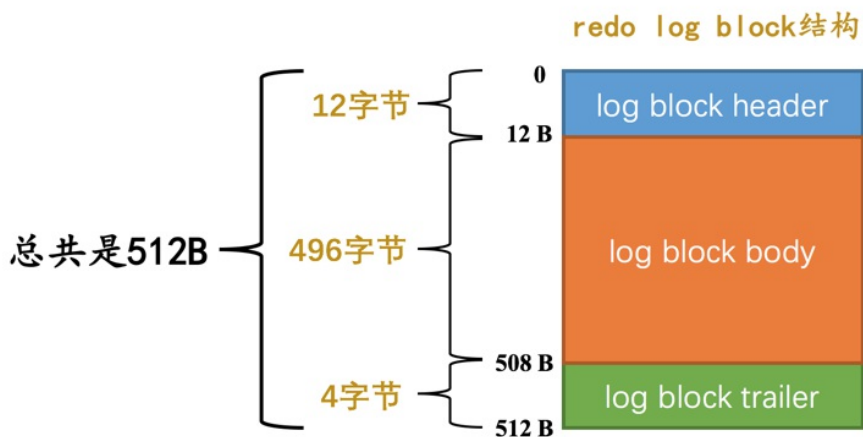 redo log block结构
0
12字节
log block header
12 B
总共是512B
496字节
log block body
508 B
4字节
log block trailer
512 B